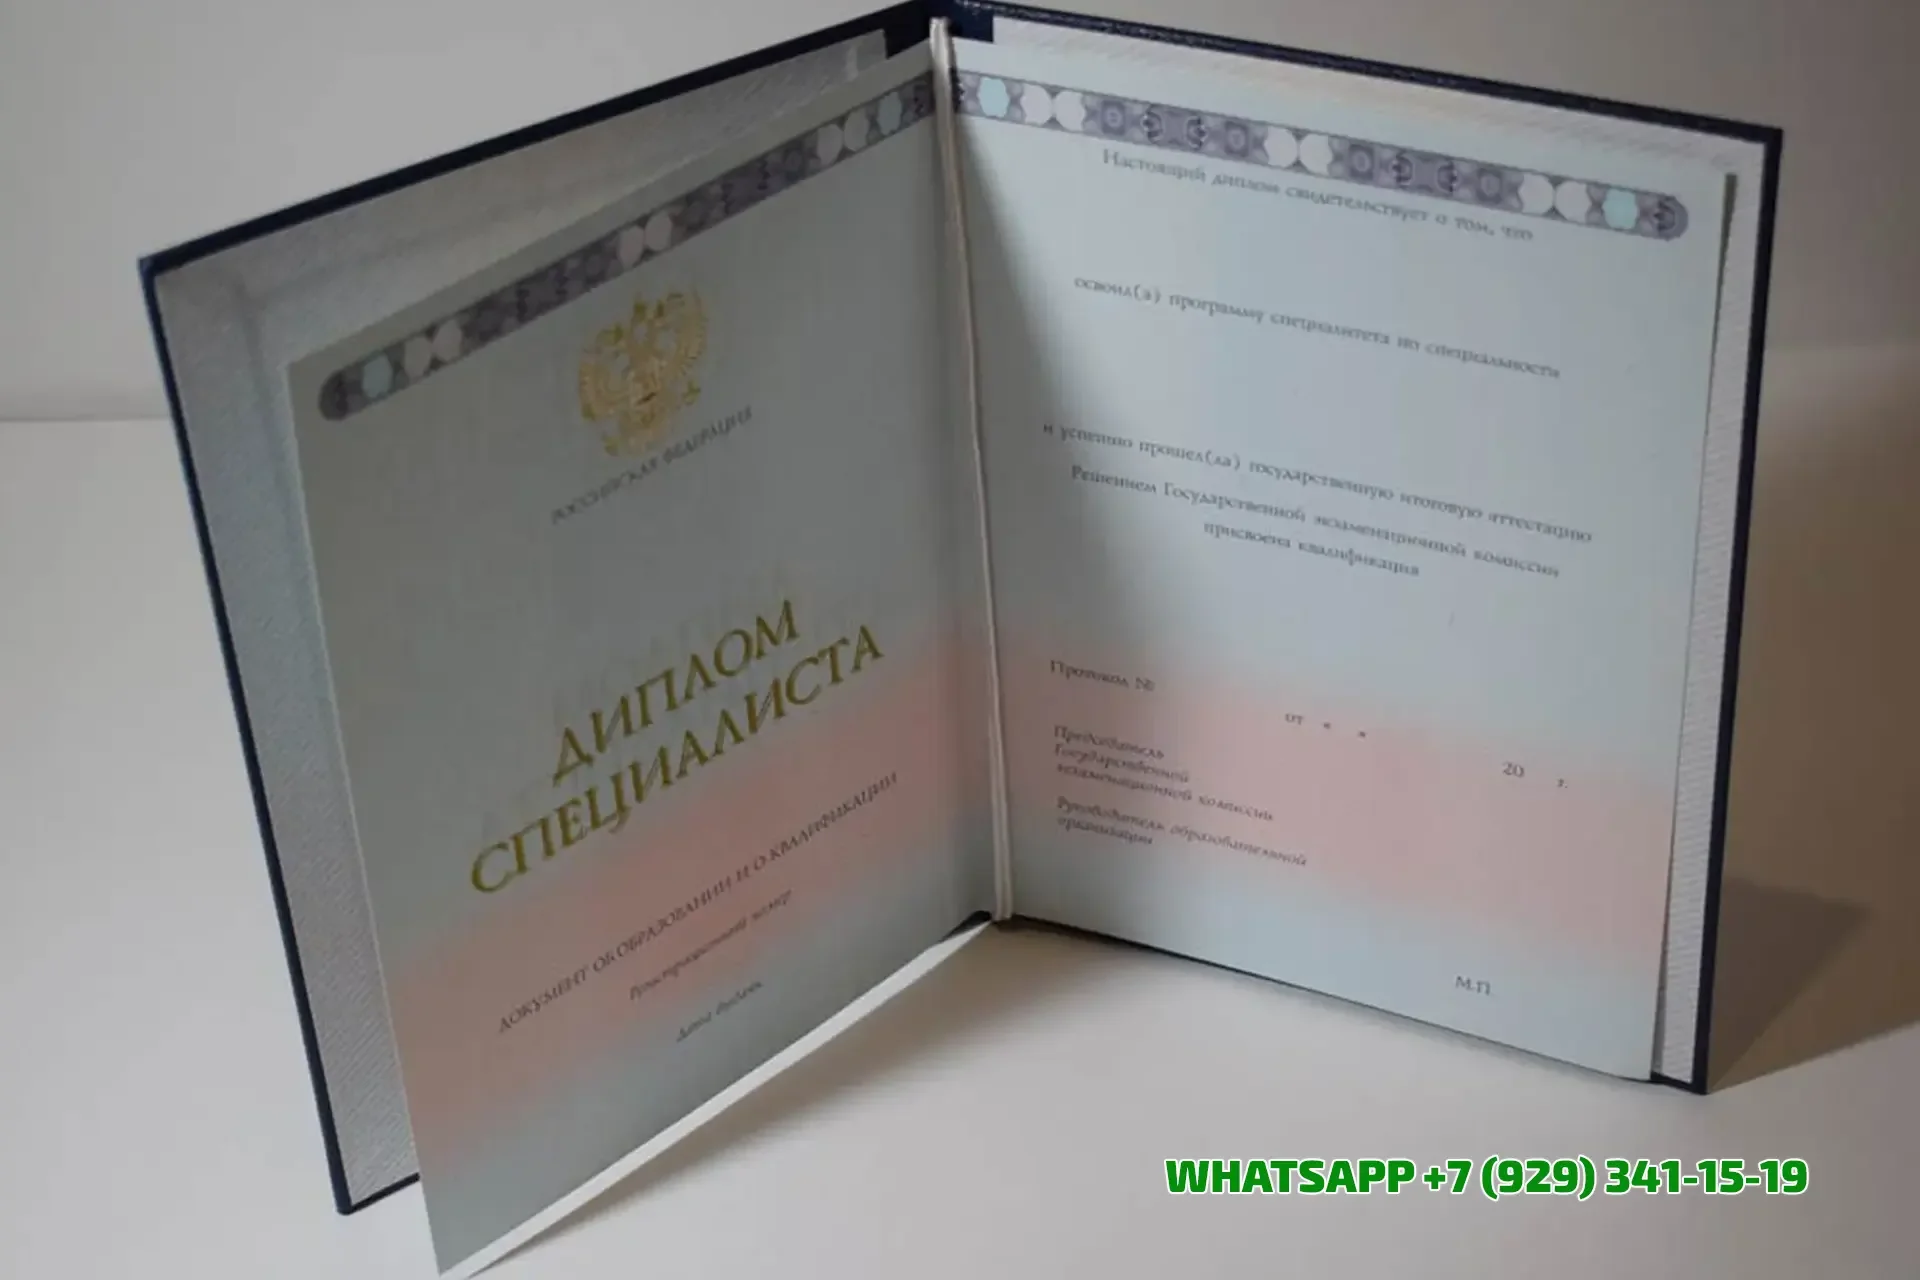 РОССИЙСКАЯ ФЕДЕРАЦИЯ
ДИПЛОМ
СПЕЦИАЛИСТА
ДОКУМЕНТ ОБ ОБРАЗОВАНИИ И О КВАЛИФИКАЦИИ
Регистрационный номер
Дата выдачи
Настоящий диплом свидетельствует о том, что
освоил(а) программу специалитета по специальности
и успешно прошел(ла) государственную итоговую аттестацию
Решением Государственной экзаменационной комиссии
присвоена квалификация
Протокол №
от « »
20 г.
Председатель
Государственной
экзаменационной комиссии
Руководитель образовательной
организации
М.П.
WHATSAPP +7 (929) 341-15-19